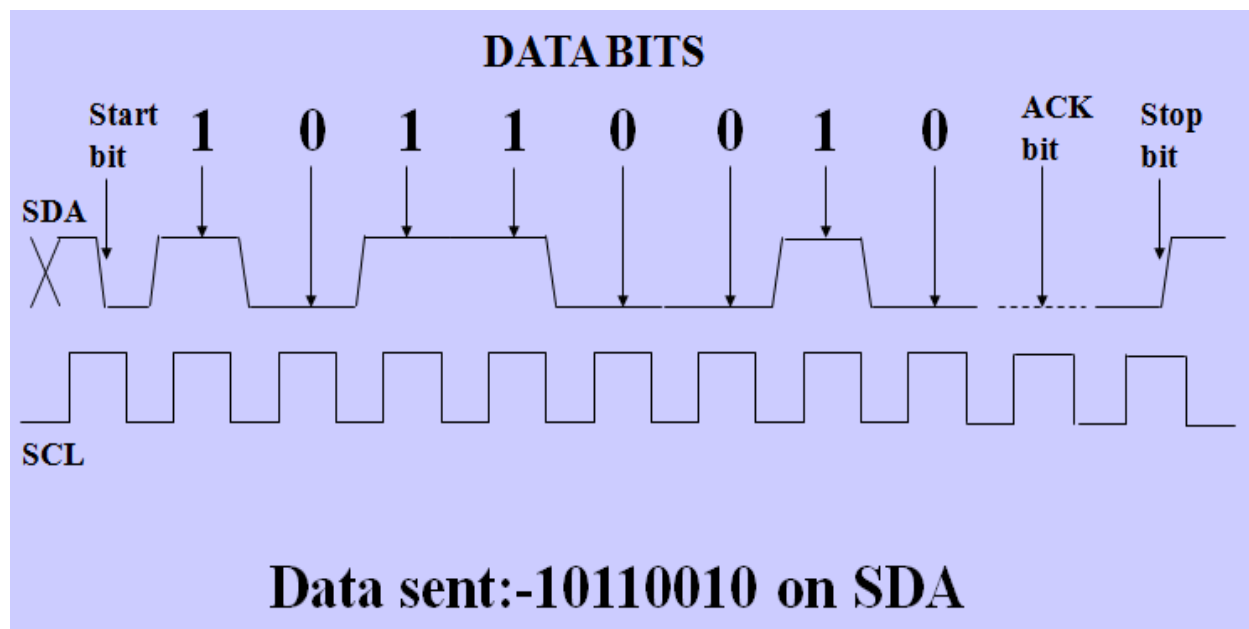 DATA BITS
Start
bit
1 0 1 1 0 0 1 0
ACK
bit
Stop
bit
SDA
SCL
Data sent:-10110010 on SDA